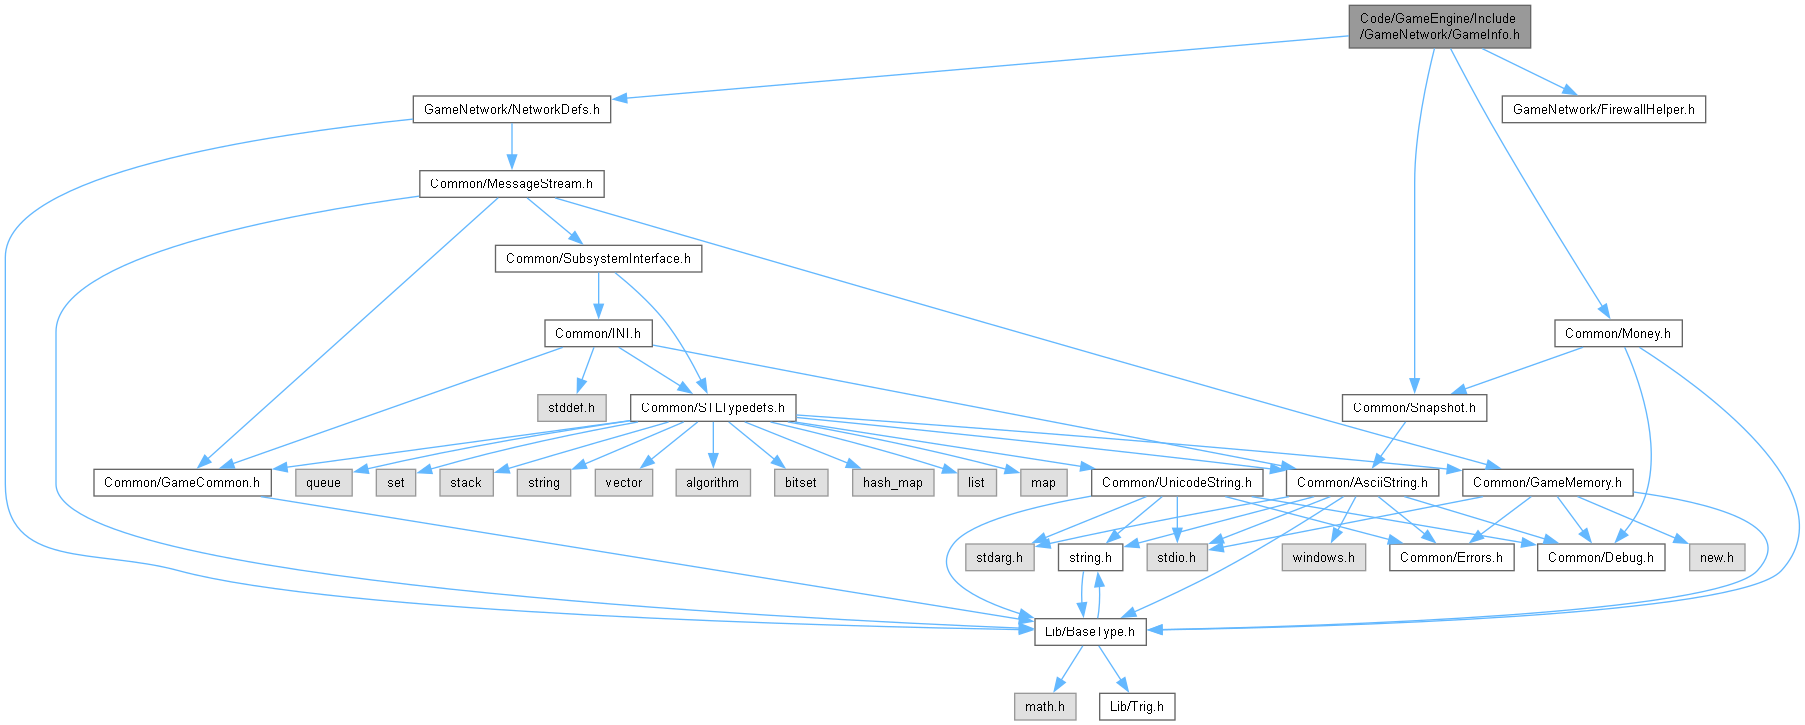 Code/GameEngine/Include
/GameNetwork/GameInfo.h
GameNetwork/NetworkDefs.h
GameNetwork/FirewallHelper.h
Common/MessageStream.h
Common/SubsystemInterface.h
Common/INI.h
Common/Money.h
stddef.h
Common/STLTypedefs.h
Common/Snapshot.h
Common/GameCommon.h
queue
set
stack
string
vector
algorithm
bitset
hash_map
list
map
Common/UnicodeString.h
Common/AsciiString.h
Common/GameMemory.h
stdarg.h
string.h
stdio.h
windows.h
Common/Errors.h
Common/Debug.h
new.h
Lib/BaseType.h
math.h
Lib/Trig.h